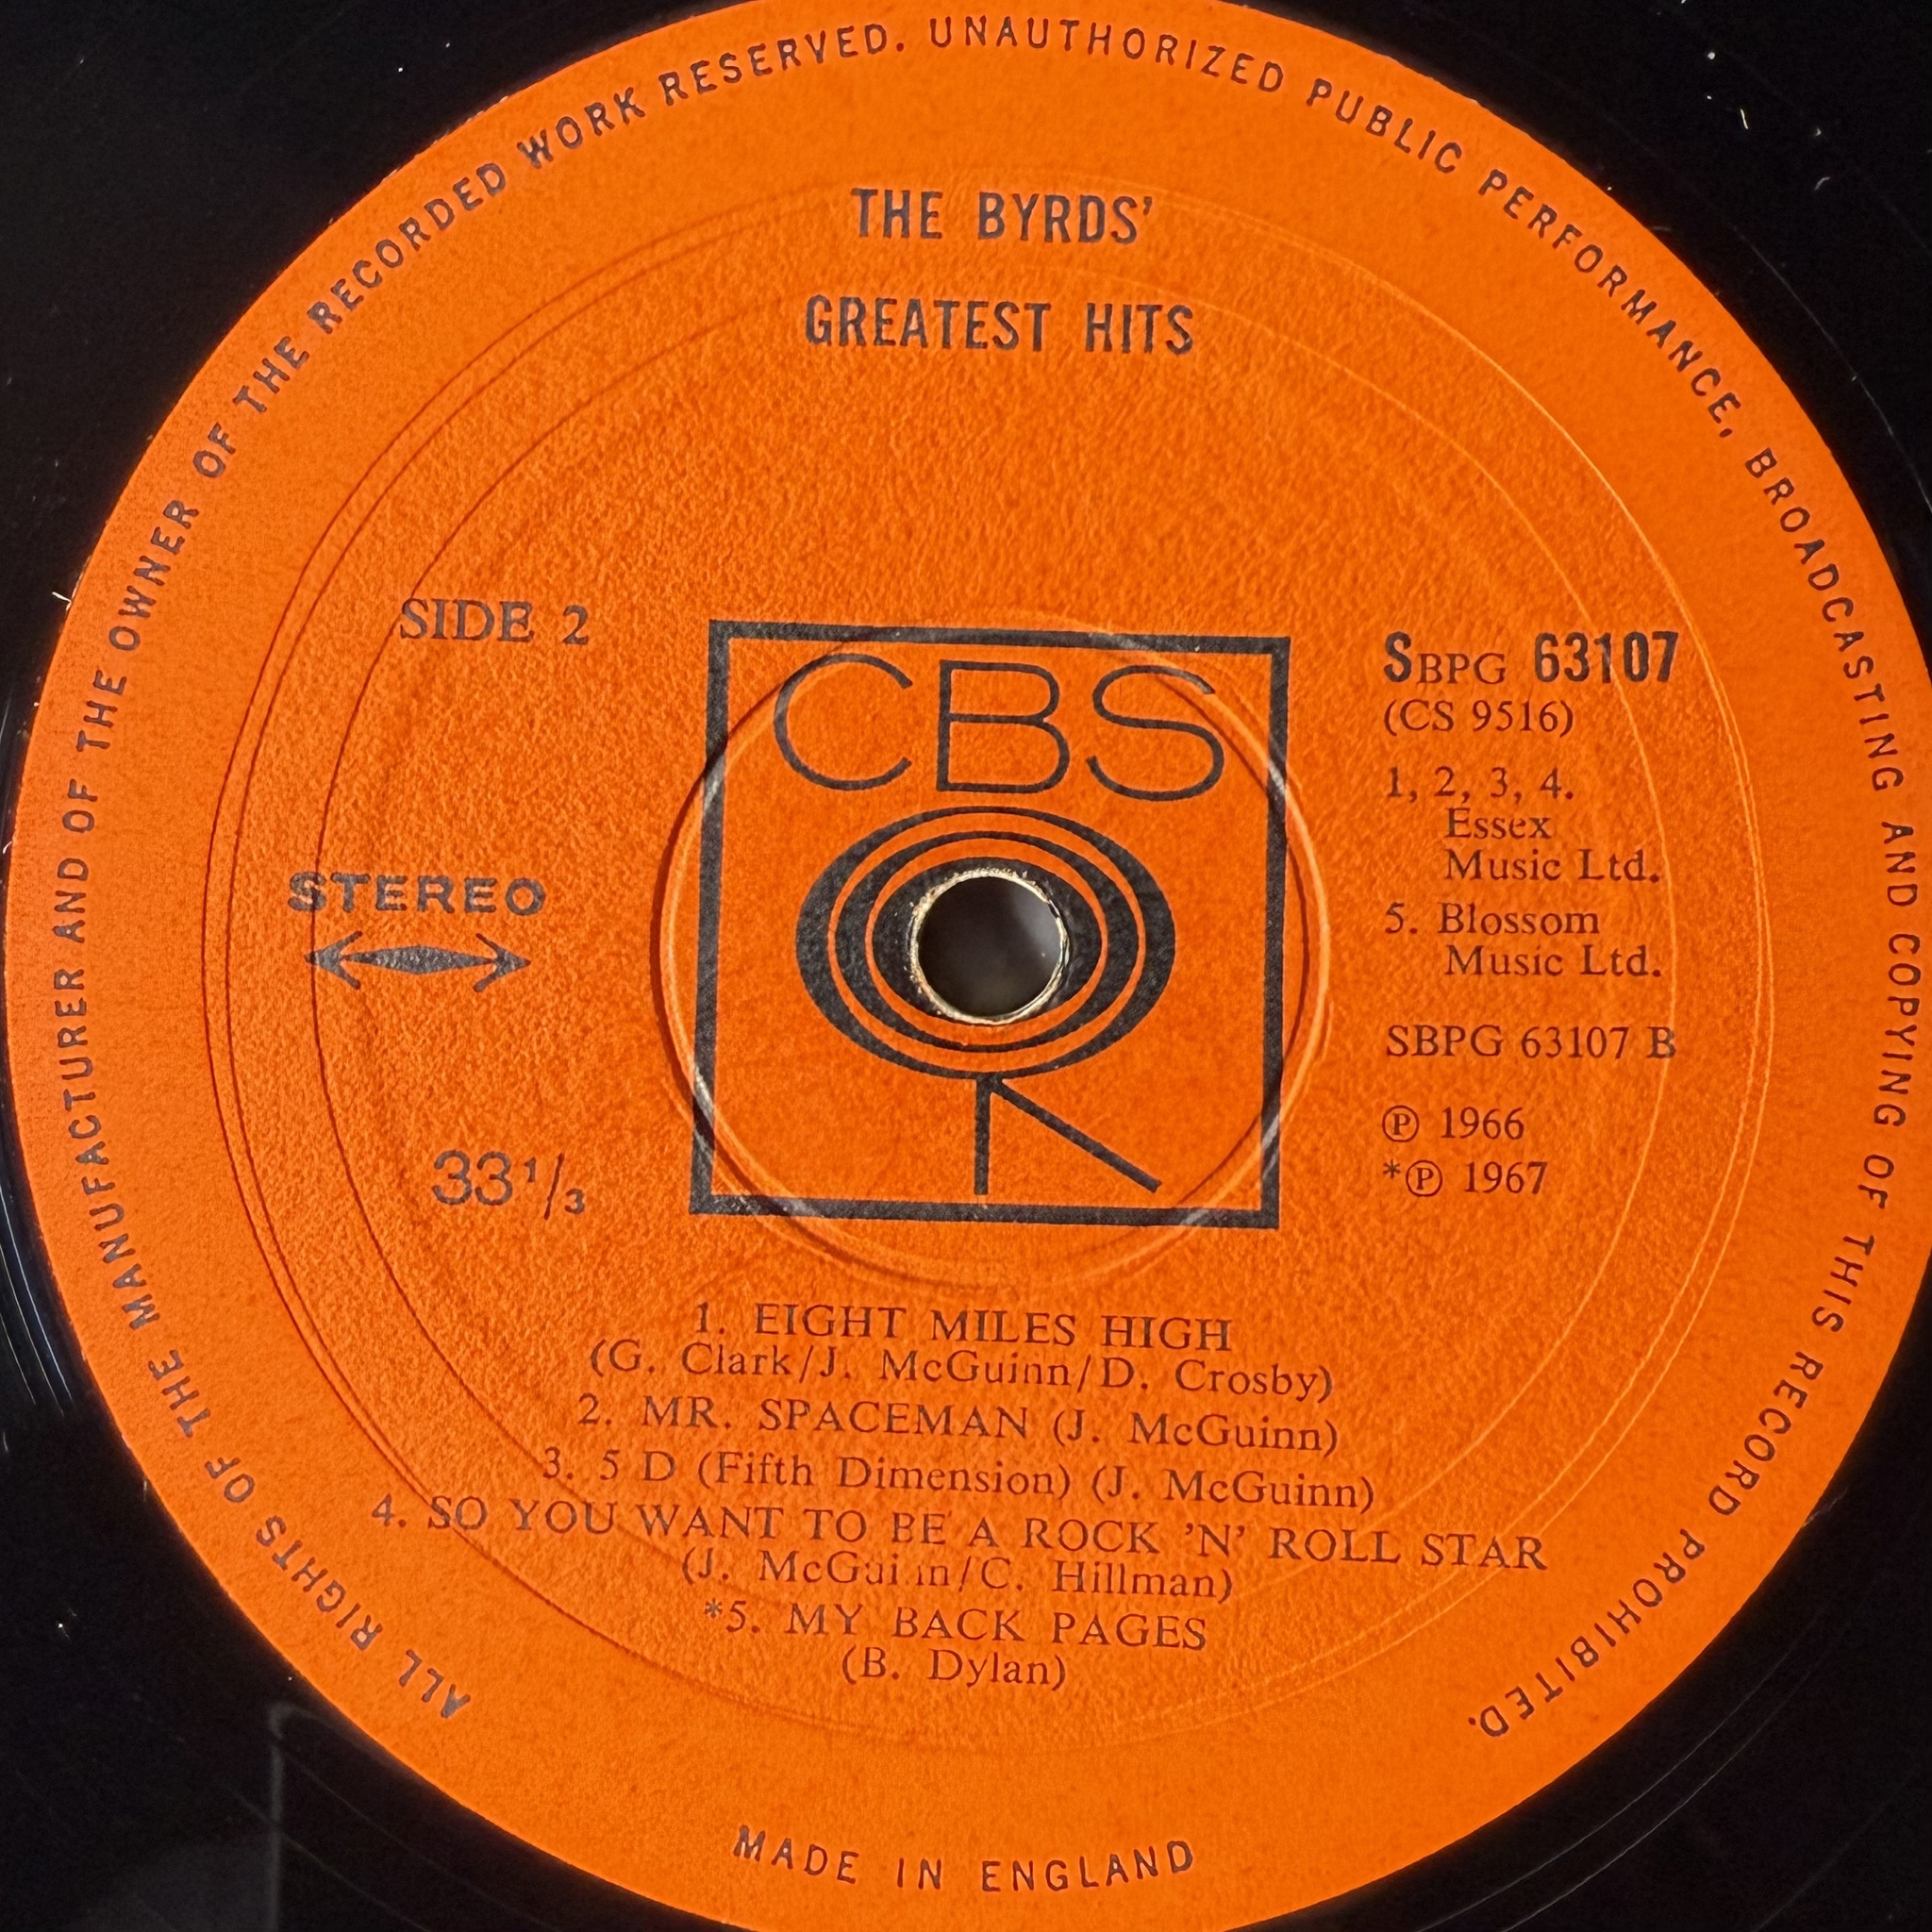 ALL RIGHTS OF THE MANUFACTURER AND OF THE OWNER OF THE RECORDED WORK RESERVED. UNAUTHORIZED PUBLIC PERFORMANCE, BROADCASTING AND COPYING OF THIS RECORD PROHIBITED.
THE BYRDS'
GREATEST HITS
SIDE 2
STEREO
33 1/3
CBS
SBPG 63107
(CS 9516)
1, 2, 3, 4.
Essex
Music Ltd.
5. Blossom
Music Ltd.
SBPG 63107 B
℗ 1966
*℗ 1967
1. EIGHT MILES HIGH
(G. Clark/J. McGuinn/D. Crosby)
2. MR. SPACEMAN (J. McGuinn)
3. 5 D (Fifth Dimension) (J. McGuinn)
4. SO YOU WANT TO BE A ROCK 'N' ROLL STAR
(J. McGuinn/C. Hillman)
*5. MY BACK PAGES
(B. Dylan)
MADE IN ENGLAND